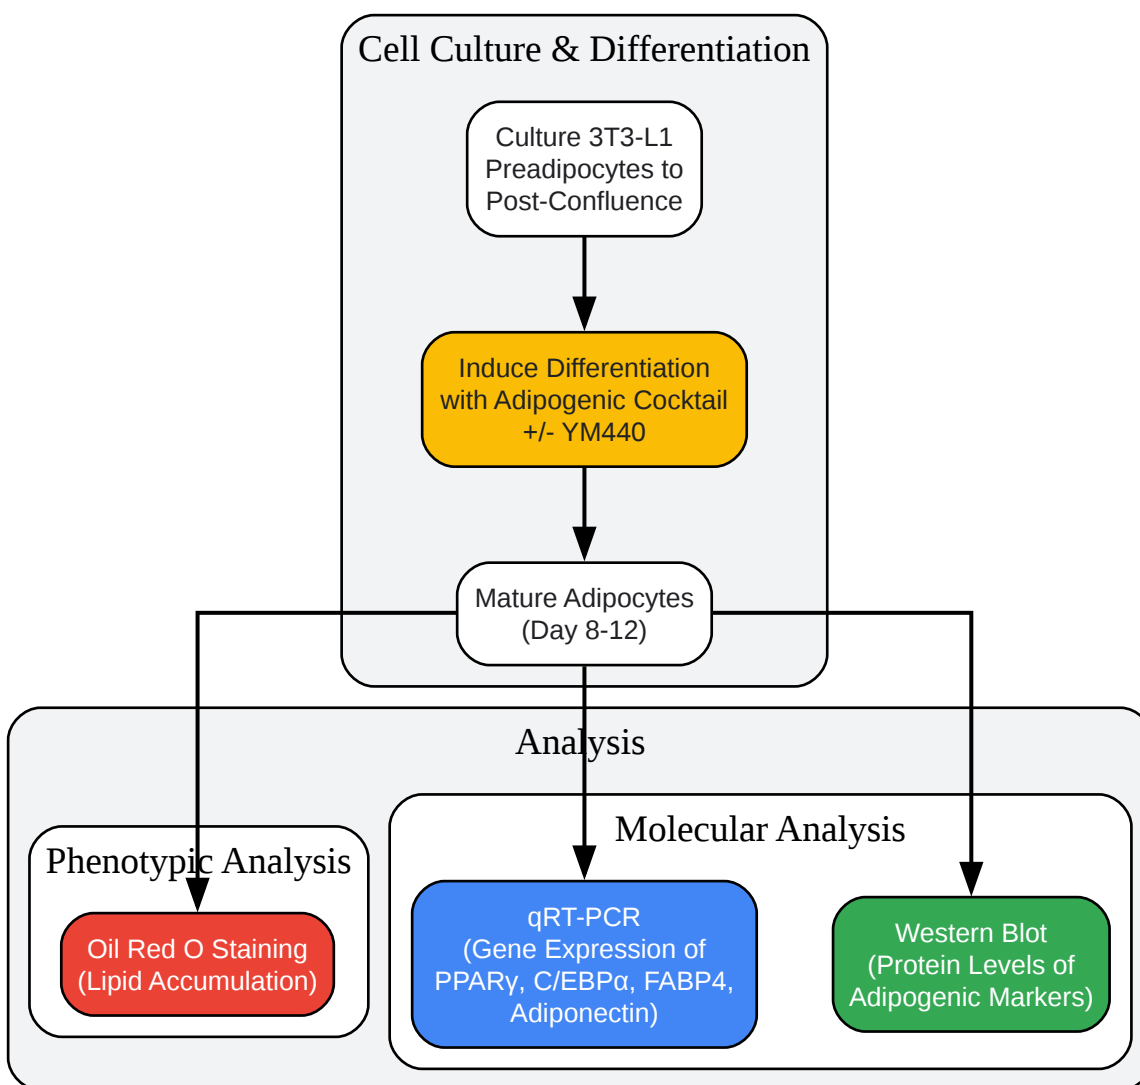 Cell Culture & Differentiation
Culture 3T3-L1
Preadipocytes to
Post-Confluence
Induce Differentiation
with Adipogenic Cocktail
+/- YM440
Mature Adipocytes
(Day 8-12)
Analysis
Phenotypic Analysis
Oil Red O Staining
(Lipid Accumulation)
Molecular Analysis
qRT-PCR
(Gene Expression of
PPARγ, C/EBPα, FABP4,
Adiponectin)
Western Blot
(Protein Levels of
Adipogenic Markers)